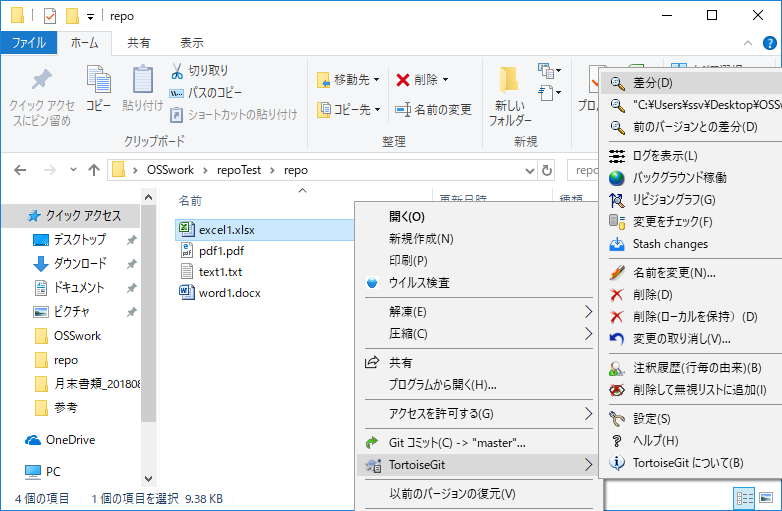 repo
ファイル
ホーム
共有
表示
クイック アクセスにピン留め
コピー
貼り付け
切り取り
パスのコピー
ショートカットの貼り付け
クリップボード
移動先
コピー先
削除
名前の変更
整理
新しいフォルダー
新規
OSSwork
repoTest
repo
クイック アクセス
デスクトップ
ダウンロード
ドキュメント
ピクチャ
OSSwork
repo
月末書類_201808
参考
OneDrive
PC
名前
更新日時
種類
excel1.xlsx
pdf1.pdf
text1.txt
word1.docx
開く(O)
新規作成(N)
印刷(P)
ウイルス検査
解凍(E)
圧縮(C)
共有
プログラムから開く(H)...
アクセスを許可する(G)
Git コミット(C) -> "master"...
TortoiseGit
以前のバージョンの復元(V)
差分(D)
"C:¥Users¥ssv¥Desktop¥OSSw
前のバージョンとの差分(D)
ログを表示(L)
バックグラウンド稼働
リビジョングラフ(G)
変更をチェック(F)
Stash changes
名前を変更(N)...
削除(D)
削除(ローカルを保持）(D)
変更の取り消し(V)...
注釈履歴(行毎の由来)(B)
削除して無視リストに追加(I)
設定(S)
ヘルプ(H)
TortoiseGit について(B)
4 個の項目
1 個の項目を選択 9.38 KB